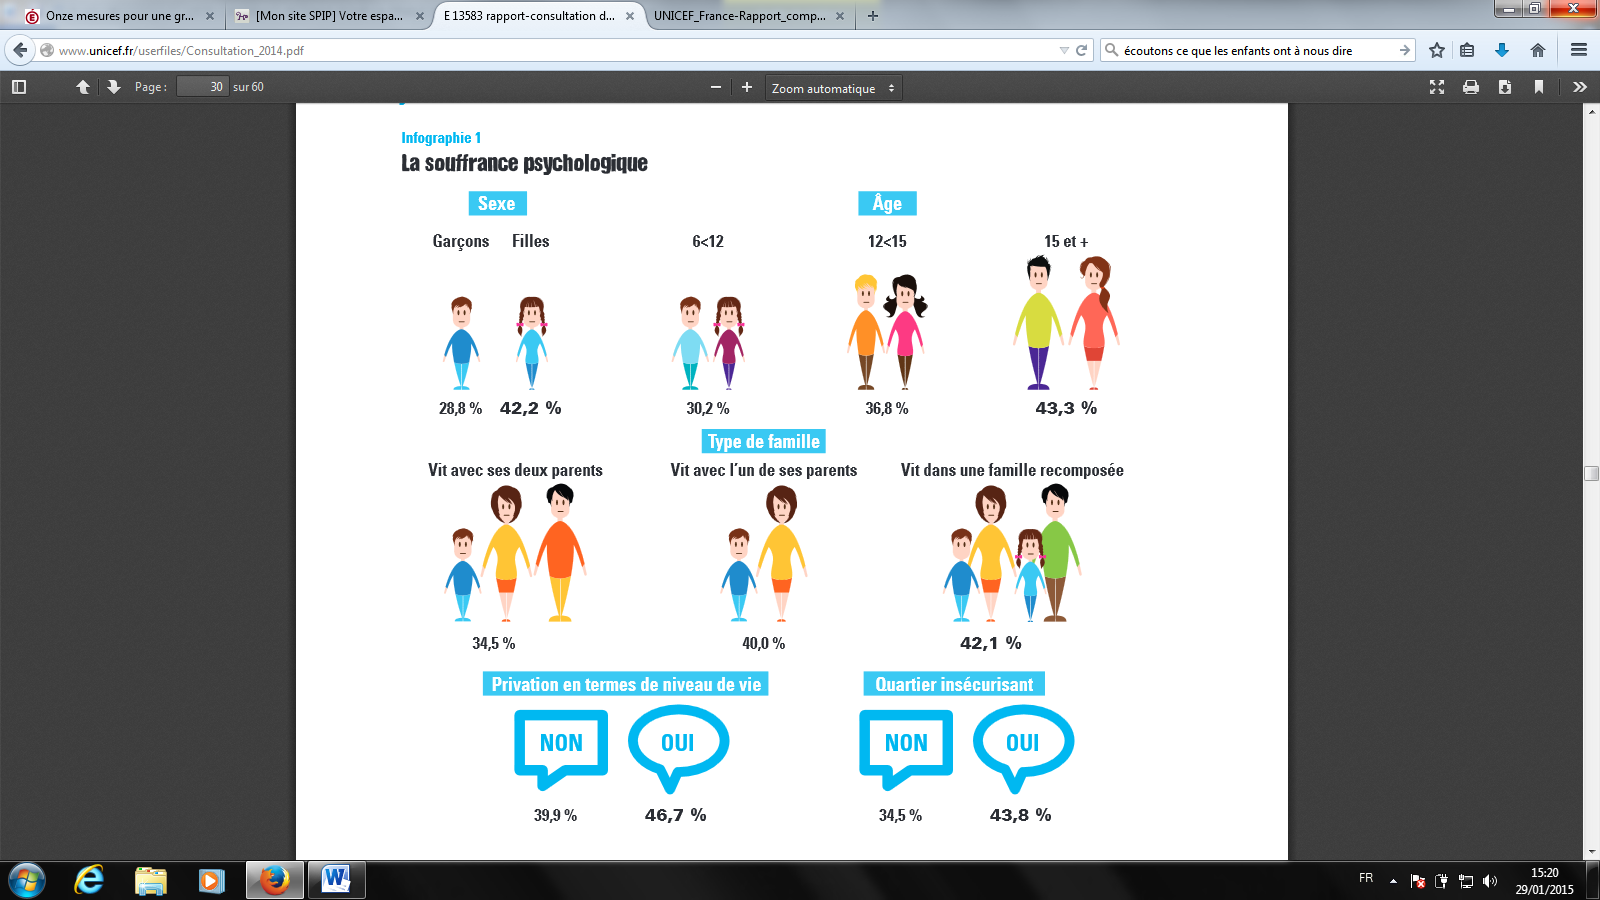 Onze mesures pour une gr...
[Mon site SPIP] Votre espa...
E 13583 rapport-consultation d...
UNICEF_France-Rapport_comp...
www.unicef.fr/userfiles/Consultation_2014.pdf
écoutons ce que les enfants ont à nous dire
Page : 30 sur 60
Zoom automatique
Infographie 1
La souffrance psychologique
Sexe
Âge
Garçons Filles 6<12 12<15 15 et +
28,8 % 42,2 % 30,2 % 36,8 % 43,3 %
Type de famille
Vit avec ses deux parents Vit avec l'un de ses parents Vit dans une famille recomposée
34,5 % 40,0 % 42,1 %
Privation en termes de niveau de vie Quartier insécurisant
NON OUI NON OUI
39,9 % 46,7 % 34,5 % 43,8 %
FR
15:20
29/01/2015